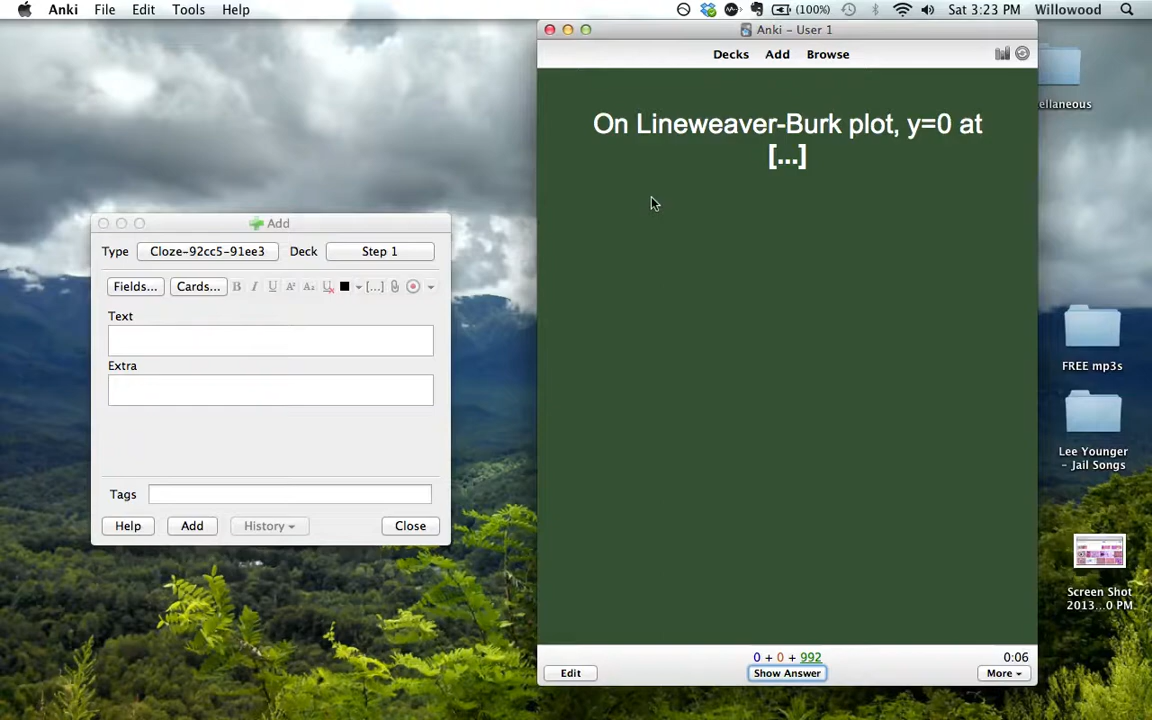 Anki File Edit Tools Help
(100%) Sat 3:23 PM Willowood
Anki - User 1
Decks Add Browse
On Lineweaver-Burk plot, y=0 at
[...]
0 + 0 + 992
0:06
Edit Show Answer More
Add
Type Cloze-92cc5-91ee3 Deck Step 1
Fields... Cards... B I U A² A₂ U [...]
Text
Extra
Tags
Help Add History Close
ellaneous
FREE mp3s
Lee Younger
- Jail Songs
Screen Shot
2013...0 PM